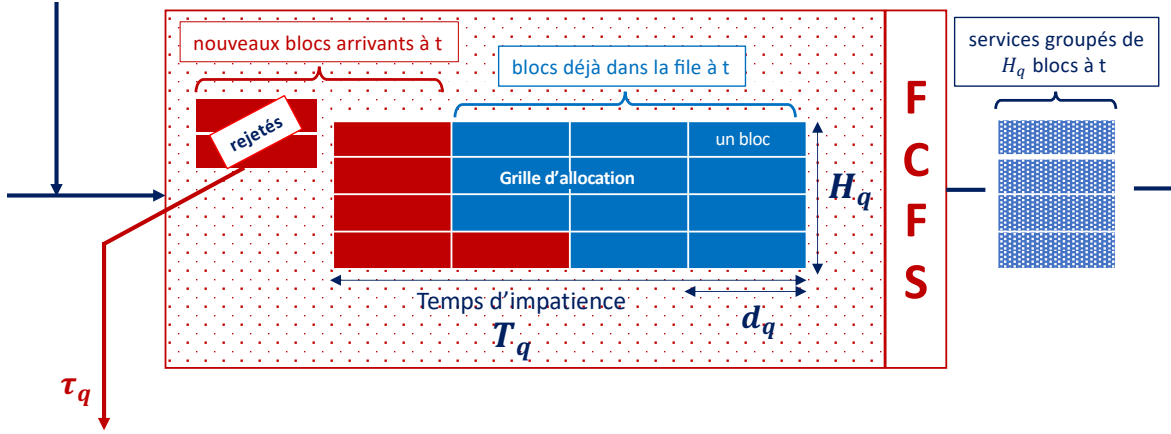 nouveaux blocs arrivants à t
blocs déjà dans la file à t
services groupés de
H_q blocs à t
rejetés
un bloc
Grille d'allocation
H_q
F
C
F
S
Temps d'impatience
T_q
d_q
τ_q